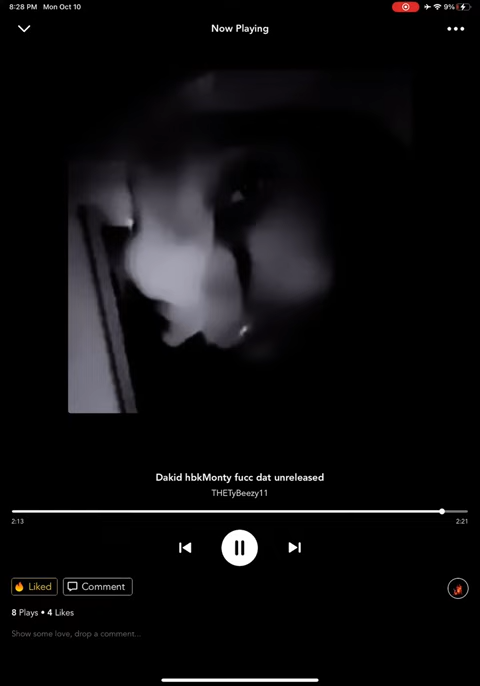 8:28 PM Mon Oct 10
9%
Now Playing
Dakid hbkMonty fucc dat unreleased
THETyBeezy11
2:13
2:21
Liked
Comment
8 Plays • 4 Likes
Show some love, drop a comment...